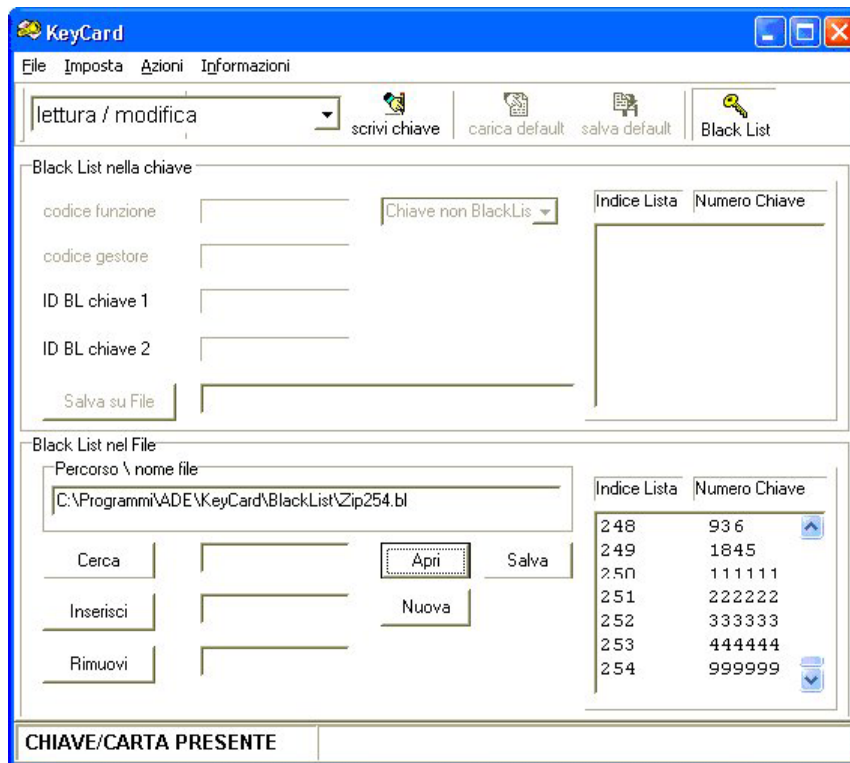 KeyCard
File Imposta Azioni Informazioni
lettura / modifica
scrivi chiave
carica default
salva default
Black List
Black List nella chiave
codice funzione
Chiave non BlackLis
Indice Lista Numero Chiave
codice gestore
ID BL chiave 1
ID BL chiave 2
Salva su File
Black List nel File
Percorso \ nome file
C:\Programmi\ADE\KeyCard\BlackList\Zip254.bl
Indice Lista Numero Chiave
Cerca
Apri
Salva
Inserisci
Nuova
Rimuovi
248 936
249 1845
250 111111
251 222222
252 333333
253 444444
254 999999
CHIAVE/CARTA PRESENTE